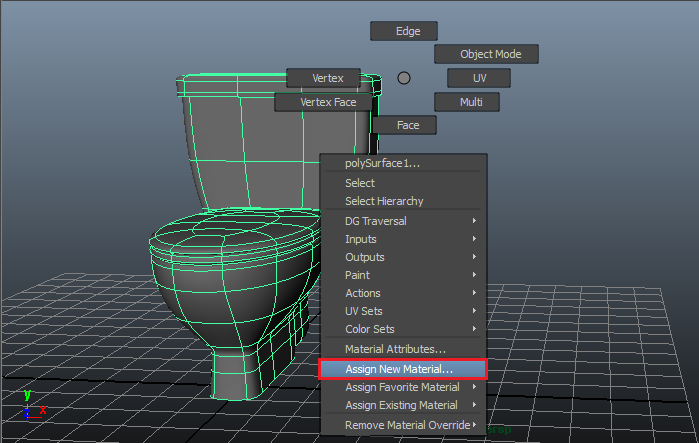 Edge
Object Mode
Vertex
UV
Vertex Face
Multi
Face
polySurface1...
Select
Select Hierarchy
DG Traversal
Inputs
Outputs
Paint
Actions
UV Sets
Color Sets
Material Attributes...
Assign New Material...
Assign Favorite Material
Assign Existing Material
Remove Material Override
y
x
z